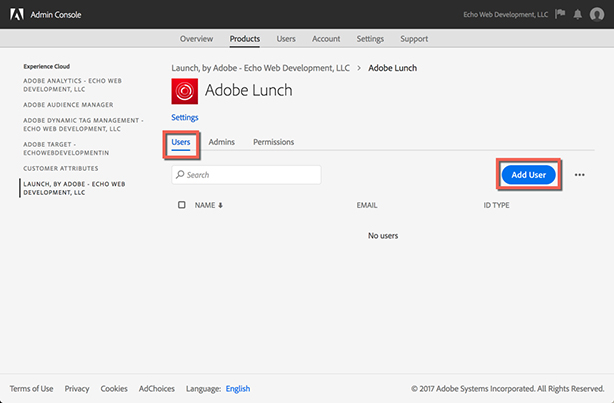 Admin Console
Echo Web Development, LLC
Overview Products Users Account Settings Support
Experience Cloud
ADOBE ANALYTICS - ECHO WEB
DEVELOPMENT, LLC
ADOBE AUDIENCE MANAGER
ADOBE DYNAMIC TAG MANAGEMENT -
ECHO WEB DEVELOPMENT, LLC
ADOBE TARGET -
ECHOWEBDEVELOPMENTIN
CUSTOMER ATTRIBUTES
LAUNCH, BY ADOBE - ECHO WEB
DEVELOPMENT, LLC
Launch, by Adobe - Echo Web Development, LLC > Adobe Lunch
Adobe Lunch
Settings
Users Admins Permissions
Search
Add User
NAME EMAIL ID TYPE
No users
Terms of Use Privacy Cookies AdChoices Language: English
© 2017 Adobe Systems Incorporated. All Rights Reserved.